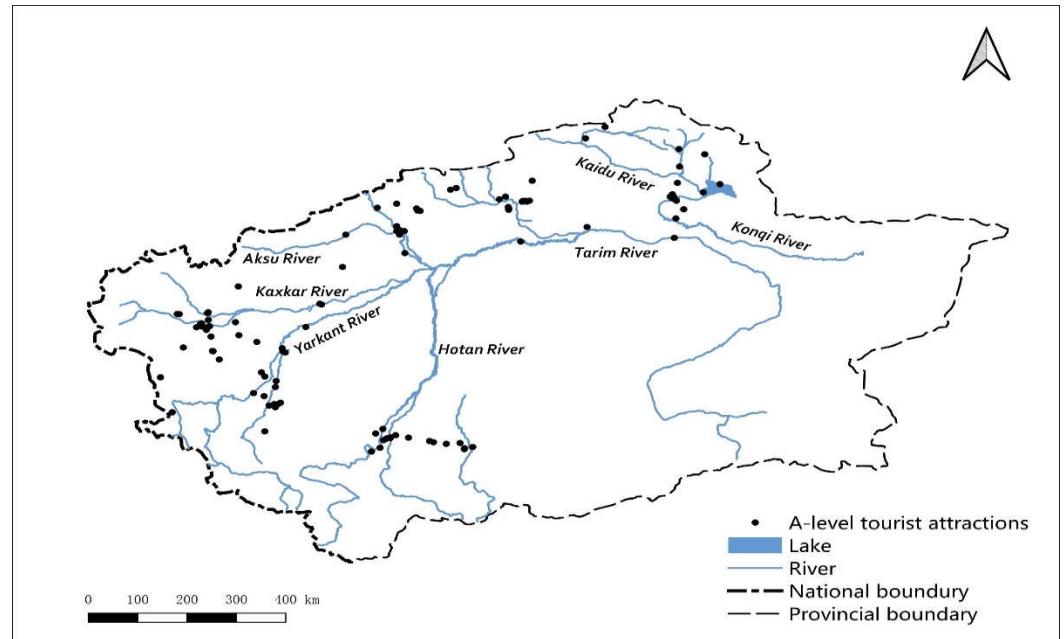 Kaidu River
Konqi River
Tarim River
Aksu River
Kaxkar River
Yarkant River
Hotan River
A-level tourist attractions
Lake
River
National boundury
Provincial boundary
0 100 200 300 400 km